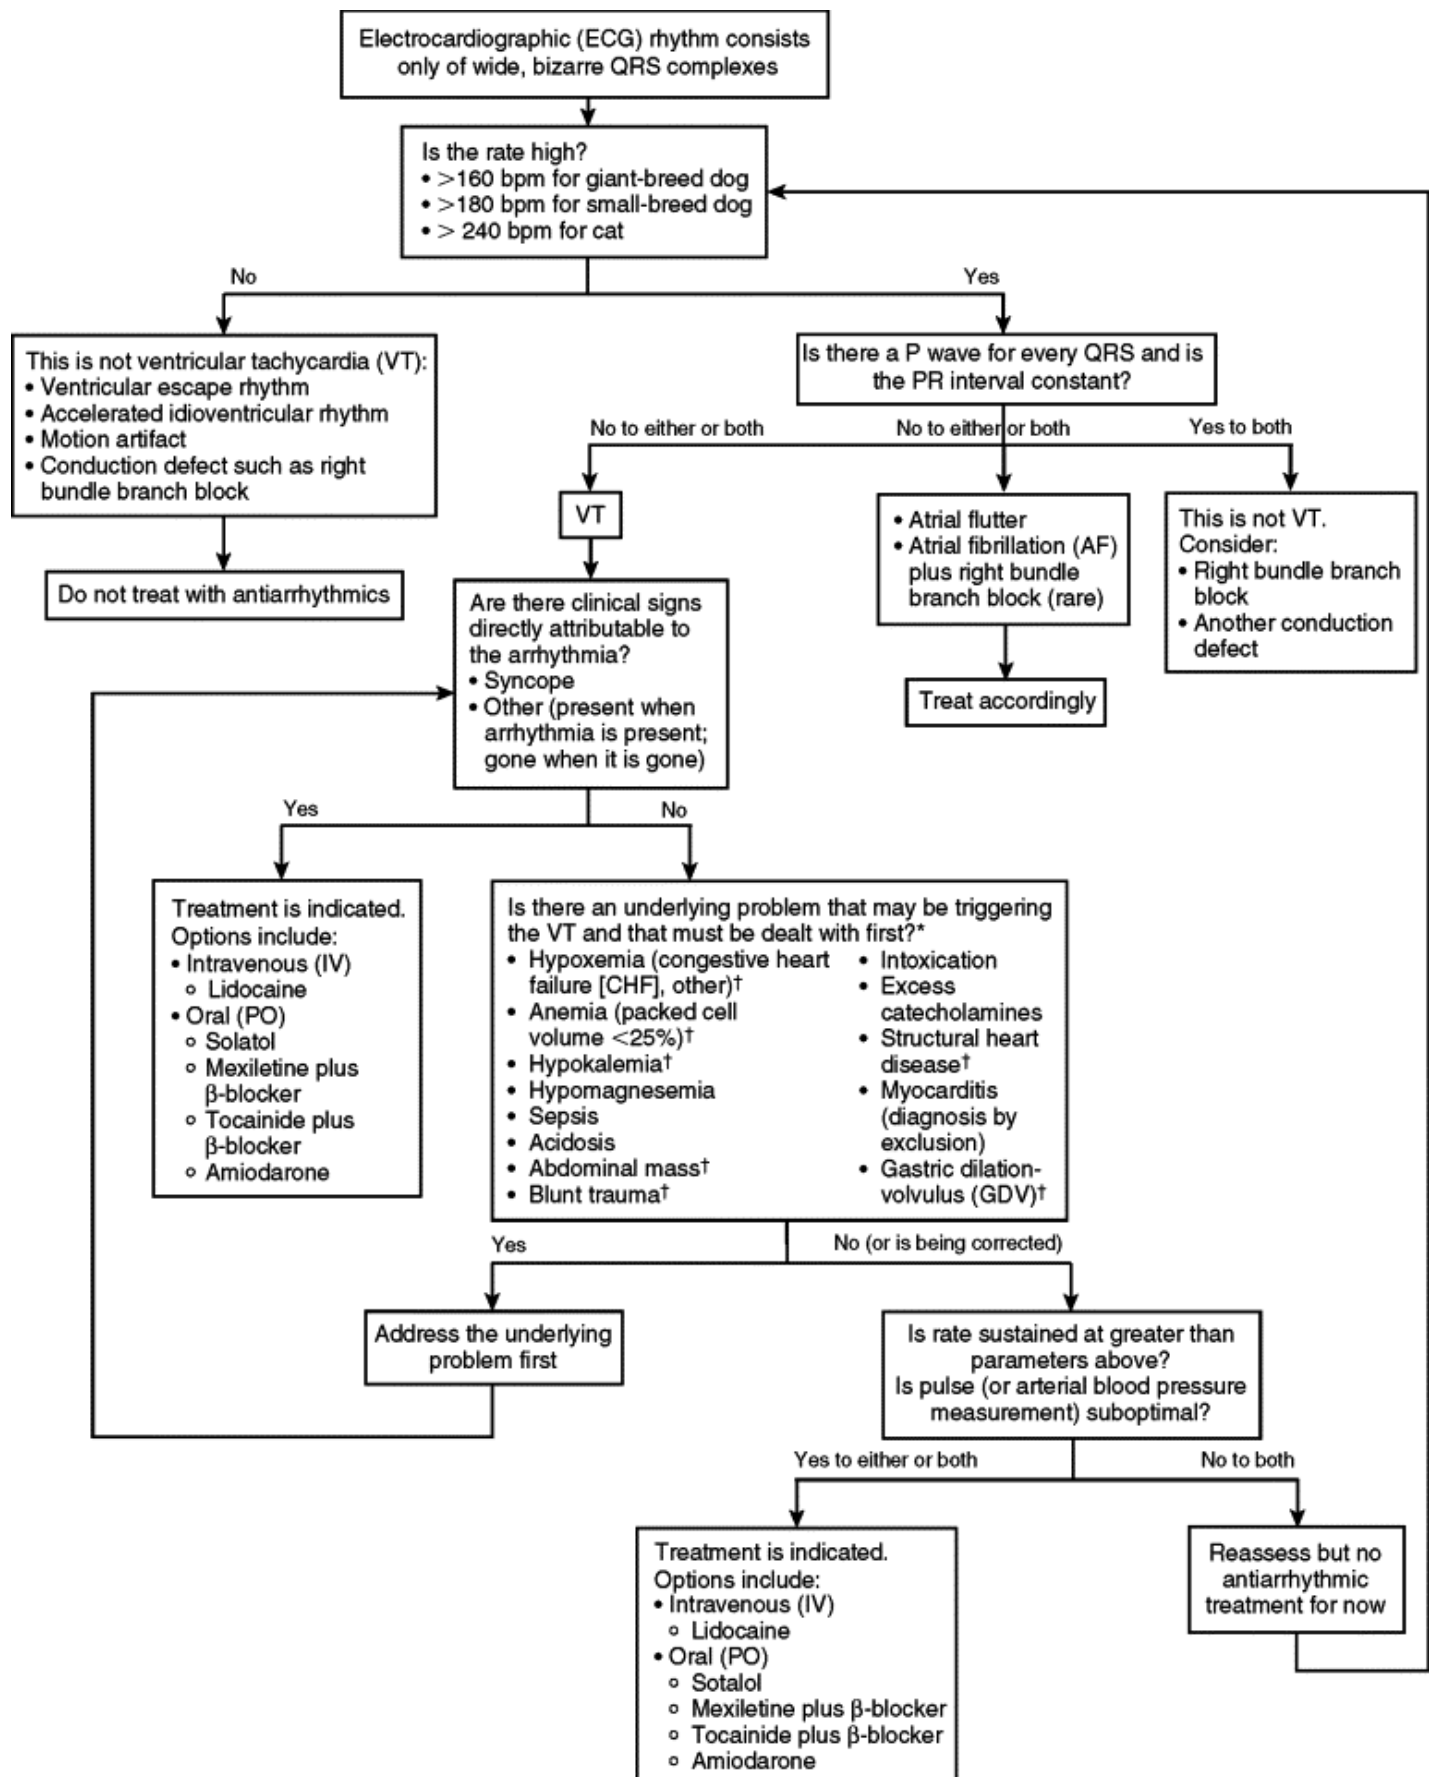 Electrocardiographic (ECG) rhythm consists
only of wide, bizarre QRS complexes
Is the rate high?
• >160 bpm for giant-breed dog
• >180 bpm for small-breed dog
• > 240 bpm for cat
No
Yes
This is not ventricular tachycardia (VT):
• Ventricular escape rhythm
• Accelerated idioventricular rhythm
• Motion artifact
• Conduction defect such as right
bundle branch block
Do not treat with antiarrhythmics
Is there a P wave for every QRS and is
the PR interval constant?
No to either or both
No to either or both
Yes to both
VT
• Atrial flutter
• Atrial fibrillation (AF)
plus right bundle
branch block (rare)
Treat accordingly
This is not VT.
Consider:
• Right bundle branch
block
• Another conduction
defect
Are there clinical signs
directly attributable to
the arrhythmia?
• Syncope
• Other (present when
arrhythmia is present;
gone when it is gone)
Yes
No
Treatment is indicated.
Options include:
• Intravenous (IV)
○ Lidocaine
• Oral (PO)
○ Solatol
○ Mexiletine plus
β-blocker
○ Tocainide plus
β-blocker
○ Amiodarone
Is there an underlying problem that may be triggering
the VT and that must be dealt with first?*
• Hypoxemia (congestive heart
failure [CHF], other)†
• Anemia (packed cell
volume <25%)†
• Hypokalemia†
• Hypomagnesemia
• Sepsis
• Acidosis
• Abdominal mass†
• Blunt trauma†
• Intoxication
• Excess
catecholamines
• Structural heart
disease†
• Myocarditis
(diagnosis by
exclusion)
• Gastric dilation-
volvulus (GDV)†
Yes
No (or is being corrected)
Address the underlying
problem first
Is rate sustained at greater than
parameters above?
Is pulse (or arterial blood pressure
measurement) suboptimal?
Yes to either or both
No to both
Treatment is indicated.
Options include:
• Intravenous (IV)
○ Lidocaine
• Oral (PO)
○ Sotalol
○ Mexiletine plus β-blocker
○ Tocainide plus β-blocker
○ Amiodarone
Reassess but no
antiarrhythmic
treatment for now